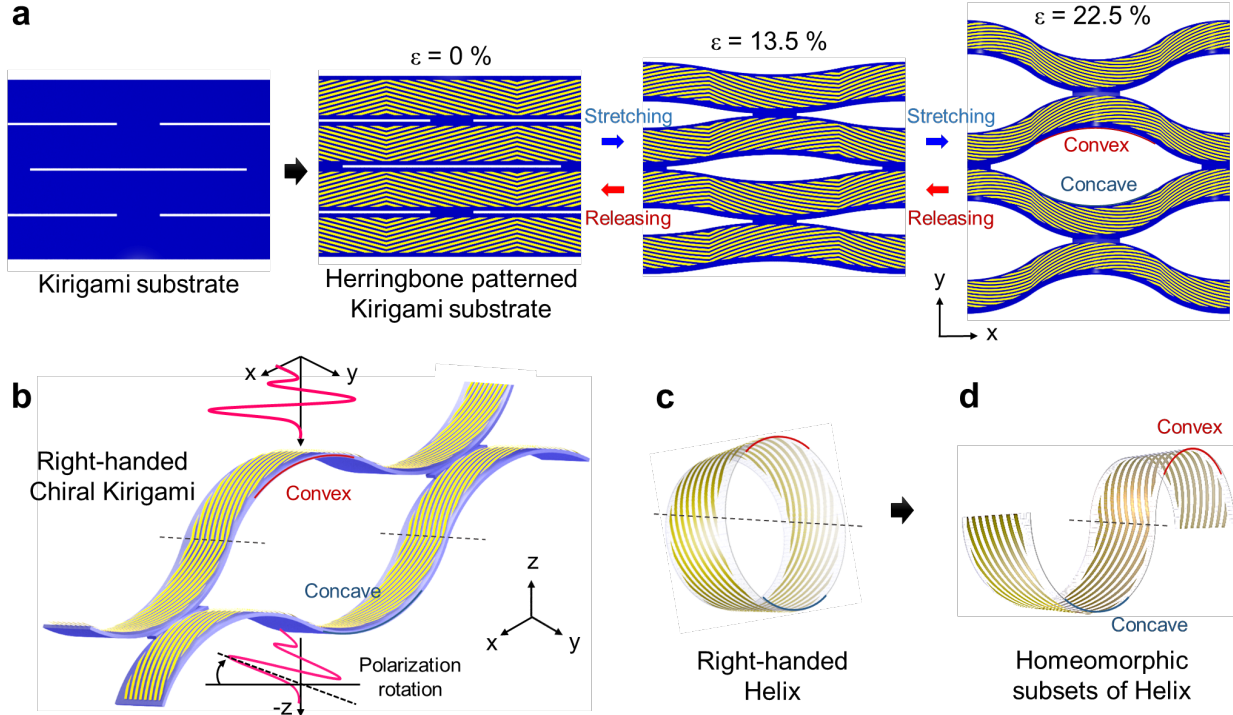 a
ε = 0 %
ε = 13.5 %
ε = 22.5 %
Stretching
Releasing
Stretching
Releasing
Convex
Concave
Kirigami substrate
Herringbone patterned
Kirigami substrate
y
x
b
x
y
Right-handed
Chiral Kirigami
Convex
Concave
z
x
y
Polarization
rotation
-z
c
Right-handed
Helix
d
Convex
Concave
Homeomorphic
subsets of Helix